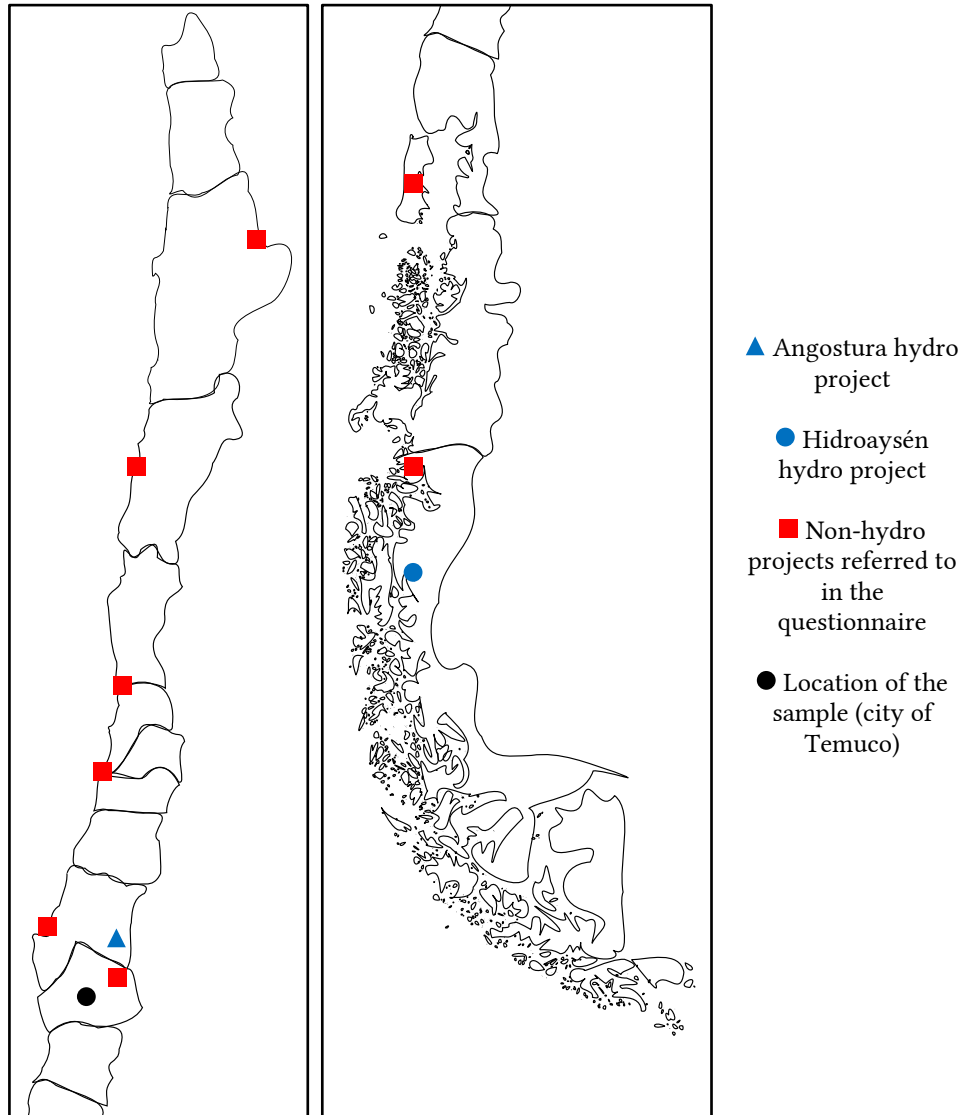 Angostura hydro
project
Hidroaysén
hydro project
Non-hydro
projects referred to
in the
questionnaire
Location of the
sample (city of
Temuco)